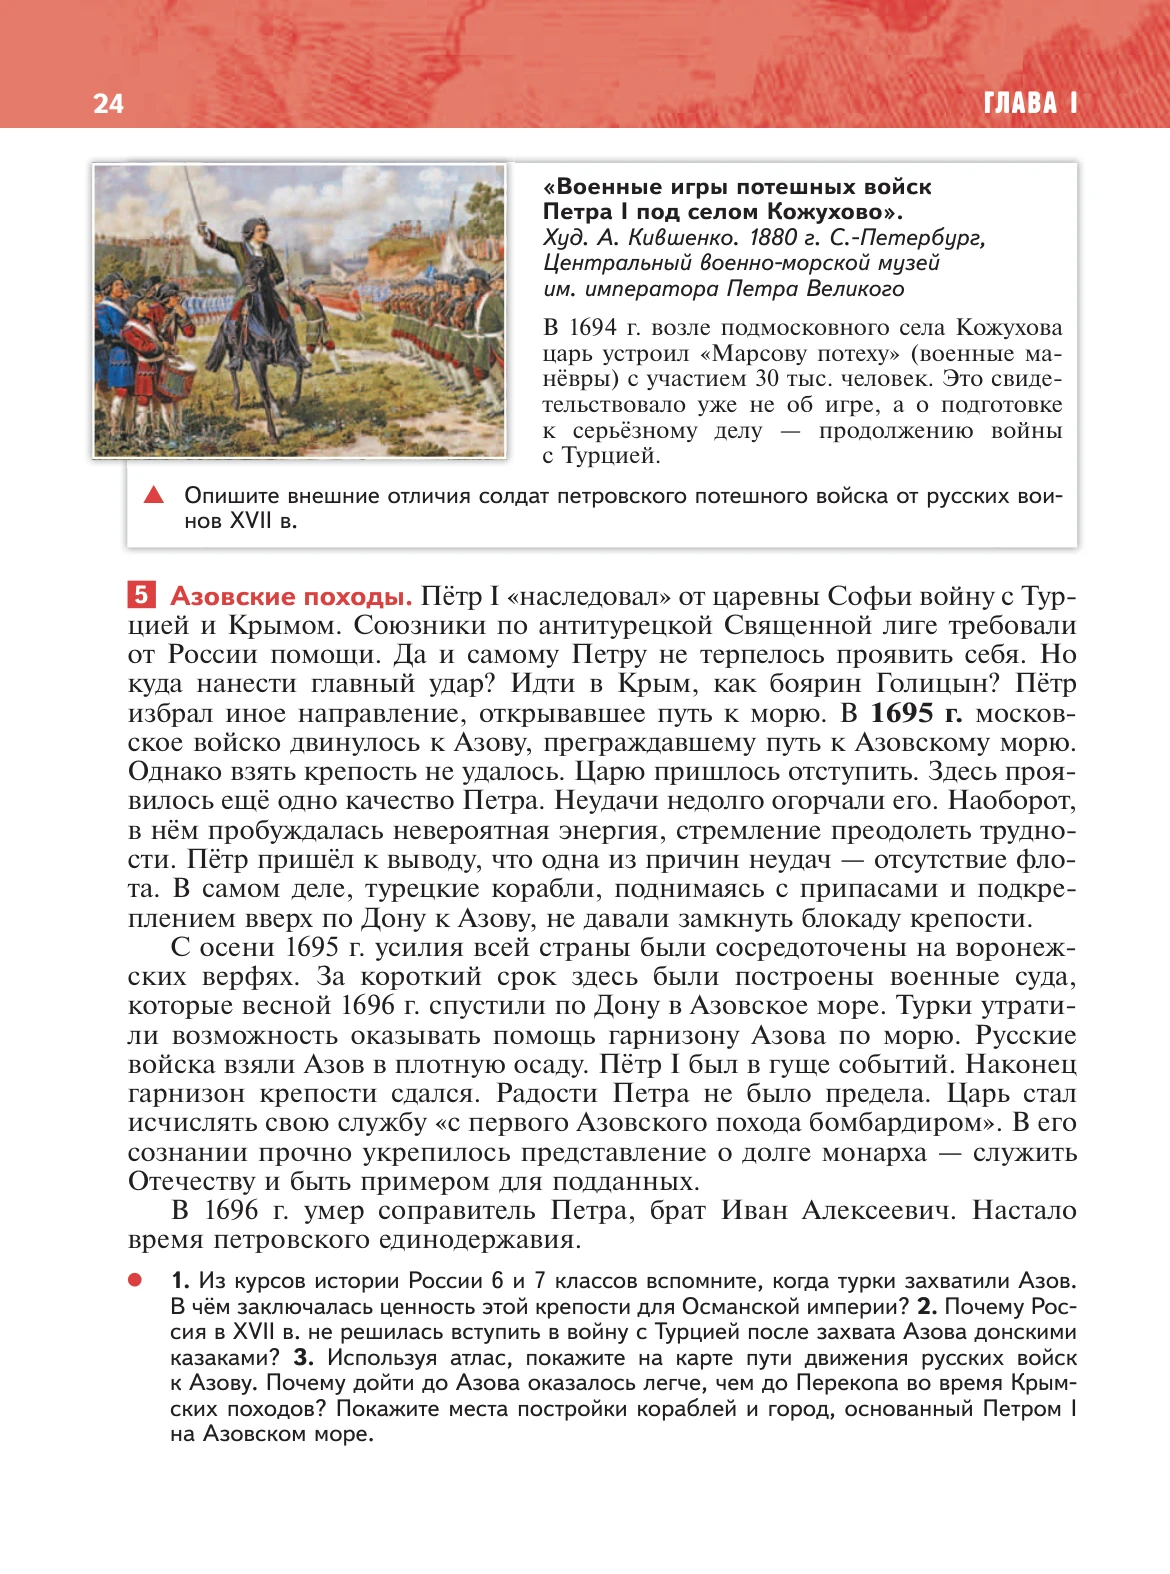 24
ГЛАВА I
«Военные игры потешных войск
Петра I под селом Кожухово».
Худ. А. Кившенко. 1880 г. С.-Петербург,
Центральный военно-морской музей
им. императора Петра Великого
В 1694 г. возле подмосковного села Кожухова
царь устроил «Марсову потеху» (военные ма-
нёвры) с участием 30 тыс. человек. Это свиде-
тельствовало уже не об игре, а о подготовке
к серьёзному делу — продолжению войны
с Турцией.
Опишите внешние отличия солдат петровского потешного войска от русских вои-
нов XVII в.
5 Азовские походы. Пётр I «наследовал» от царевны Софьи войну с Тур-
цией и Крымом. Союзники по антитурецкой Священной лиге требовали
от России помощи. Да и самому Петру не терпелось проявить себя. Но
куда нанести главный удар? Идти в Крым, как боярин Голицын? Пётр
избрал иное направление, открывавшее путь к морю. В 1695 г. москов-
ское войско двинулось к Азову, преграждавшему путь к Азовскому морю.
Однако взять крепость не удалось. Царю пришлось отступить. Здесь проя-
вилось ещё одно качество Петра. Неудачи недолго огорчали его. Наоборот,
в нём пробуждалась невероятная энергия, стремление преодолеть трудно-
сти. Пётр пришёл к выводу, что одна из причин неудач — отсутствие фло-
та. В самом деле, турецкие корабли, поднимаясь с припасами и подкре-
плением вверх по Дону к Азову, не давали замкнуть блокаду крепости.
С осени 1695 г. усилия всей страны были сосредоточены на воронеж-
ских верфях. За короткий срок здесь были построены военные суда,
которые весной 1696 г. спустили по Дону в Азовское море. Турки утрати-
ли возможность оказывать помощь гарнизону Азова по морю. Русские
войска взяли Азов в плотную осаду. Пётр I был в гуще событий. Наконец
гарнизон крепости сдался. Радости Петра не было предела. Царь стал
исчислять свою службу «с первого Азовского похода бомбардиром». В его
сознании прочно укрепилось представление о долге монарха — служить
Отечеству и быть примером для подданных.
В 1696 г. умер соправитель Петра, брат Иван Алексеевич. Настало
время петровского единодержавия.
1. Из курсов истории России 6 и 7 классов вспомните, когда турки захватили Азов.
В чём заключалась ценность этой крепости для Османской империи? 2. Почему Рос-
сия в XVII в. не решилась вступить в войну с Турцией после захвата Азова донскими
казаками? 3. Используя атлас, покажите на карте пути движения русских войск
к Азову. Почему дойти до Азова оказалось легче, чем до Перекопа во время Крым-
ских походов? Покажите места постройки кораблей и город, основанный Петром I
на Азовском море.